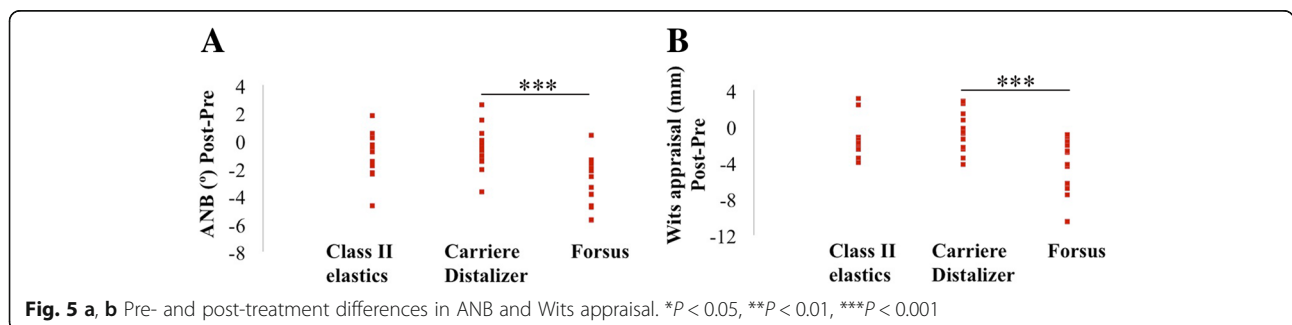 A
ANB (º) Post-Pre
4
2
0
-2
-4
-6
-8
***
Class II
elastics
Carriere
Distalizer
Forsus
B
Wits appraisal (mm)
Post-Pre
4
0
-4
-8
-12
***
Class II
elastics
Carriere
Distalizer
Forsus
Fig. 5 a, b Pre- and post-treatment differences in ANB and Wits appraisal. *P < 0.05, **P < 0.01, ***P < 0.001